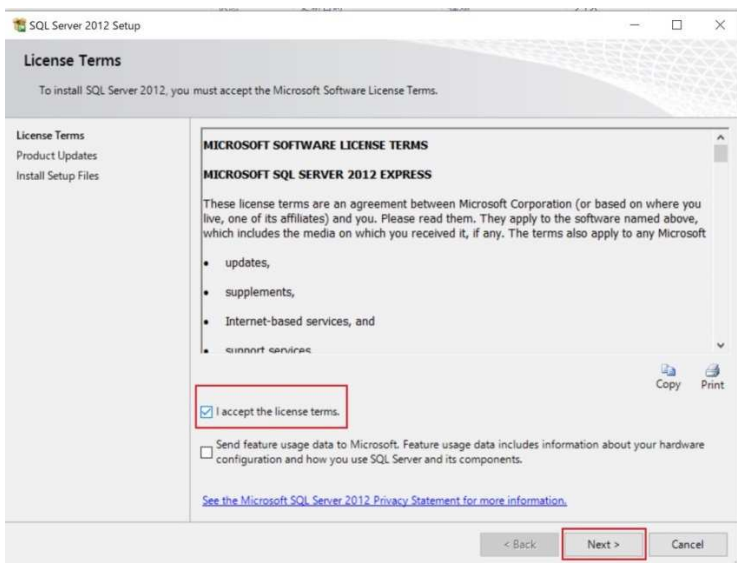 SQL Server 2012 Setup
License Terms
To install SQL Server 2012, you must accept the Microsoft Software License Terms.
License Terms
Product Updates
Install Setup Files
MICROSOFT SOFTWARE LICENSE TERMS
MICROSOFT SQL SERVER 2012 EXPRESS
These license terms are an agreement between Microsoft Corporation (or based on where you
live, one of its affiliates) and you. Please read them. They apply to the software named above,
which includes the media on which you received it, if any. The terms also apply to any Microsoft
• updates,
• supplements,
• Internet-based services, and
• support services
Copy Print
I accept the license terms.
Send feature usage data to Microsoft. Feature usage data includes information about your hardware
configuration and how you use SQL Server and its components.
See the Microsoft SQL Server 2012 Privacy Statement for more information.
< Back Next > Cancel